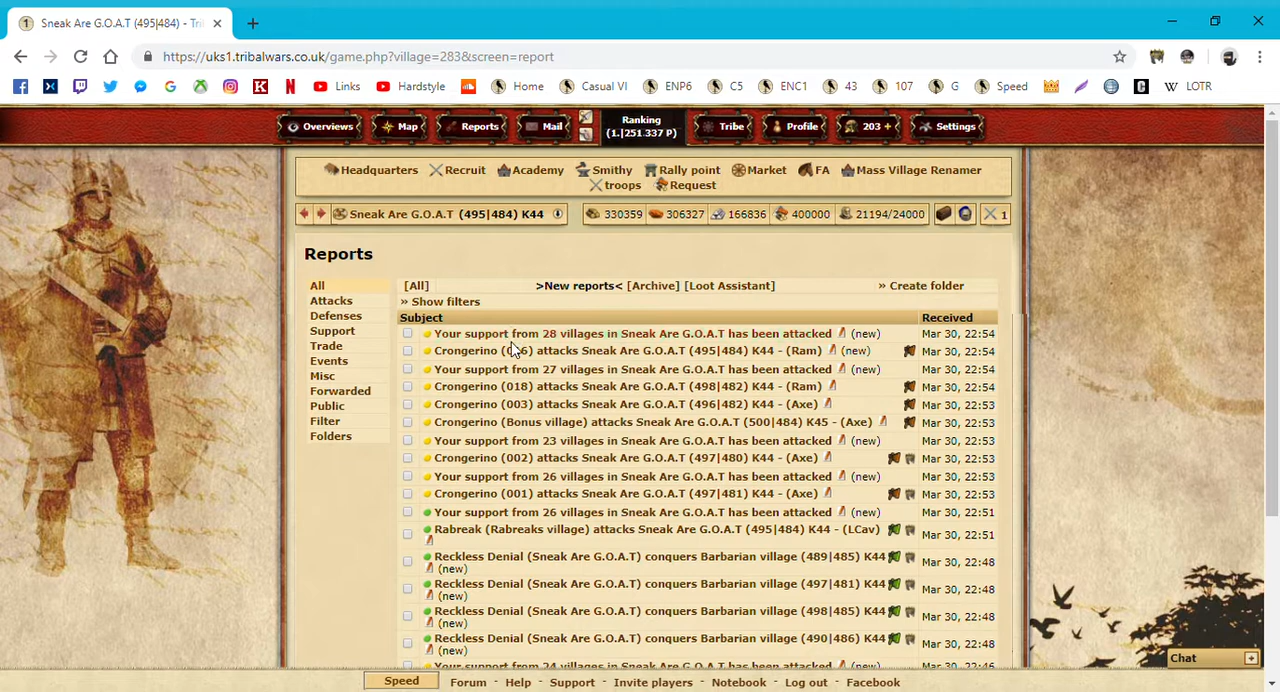 Sneak Are G.O.A.T (495|484) - Tri
https://uks1.tribalwars.co.uk/game.php?village=283&screen=report
Links Hardstyle Home Casual VI ENP6 C5 ENC1 43 107 G Speed LOTR
Overviews Map Reports Mail Ranking (1.|251.337 P) Tribe Profile 203 + Settings
Headquarters Recruit Academy Smithy Rally point Market FA Mass Village Renamer
troops Request
Sneak Are G.O.A.T (495|484) K44 330359 306327 166836 400000 21194/24000 1
Reports
All [All] >New reports< [Archive] [Loot Assistant] » Create folder
Attacks » Show filters
Defenses Subject Received
Support Your support from 28 villages in Sneak Are G.O.A.T has been attacked (new) Mar 30, 22:54
Trade Crongerino ( 6) attacks Sneak Are G.O.A.T (495|484) K44 - (Ram) (new) Mar 30, 22:54
Events Your support from 27 villages in Sneak Are G.O.A.T has been attacked (new) Mar 30, 22:54
Misc Crongerino (018) attacks Sneak Are G.O.A.T (498|482) K44 - (Ram) Mar 30, 22:54
Forwarded
Public Crongerino (003) attacks Sneak Are G.O.A.T (496|482) K44 - (Axe) Mar 30, 22:53
Filter Crongerino (Bonus village) attacks Sneak Are G.O.A.T (500|484) K45 - (Axe) Mar 30, 22:53
Folders Your support from 23 villages in Sneak Are G.O.A.T has been attacked (new) Mar 30, 22:53
Crongerino (002) attacks Sneak Are G.O.A.T (497|480) K44 - (Axe) Mar 30, 22:53
Your support from 26 villages in Sneak Are G.O.A.T has been attacked (new) Mar 30, 22:53
Crongerino (001) attacks Sneak Are G.O.A.T (497|481) K44 - (Axe) Mar 30, 22:53
Your support from 26 villages in Sneak Are G.O.A.T has been attacked (new) Mar 30, 22:51
Rabreak (Rabreaks village) attacks Sneak Are G.O.A.T (495|484) K44 - (LCav) Mar 30, 22:51
Reckless Denial (Sneak Are G.O.A.T) conquers Barbarian village (489|485) K44 Mar 30, 22:48
(new)
Reckless Denial (Sneak Are G.O.A.T) conquers Barbarian village (497|481) K44 Mar 30, 22:48
(new)
Reckless Denial (Sneak Are G.O.A.T) conquers Barbarian village (498|485) K44 Mar 30, 22:48
(new)
Reckless Denial (Sneak Are G.O.A.T) conquers Barbarian village (490|486) K44 Mar 30, 22:48
(new)
Your support from 24 villages in Sneak Are G.O.A.T has been attacked (new) Mar 30, 22:46
Chat
Speed Forum - Help - Support - Invite players - Notebook - Log out - Facebook